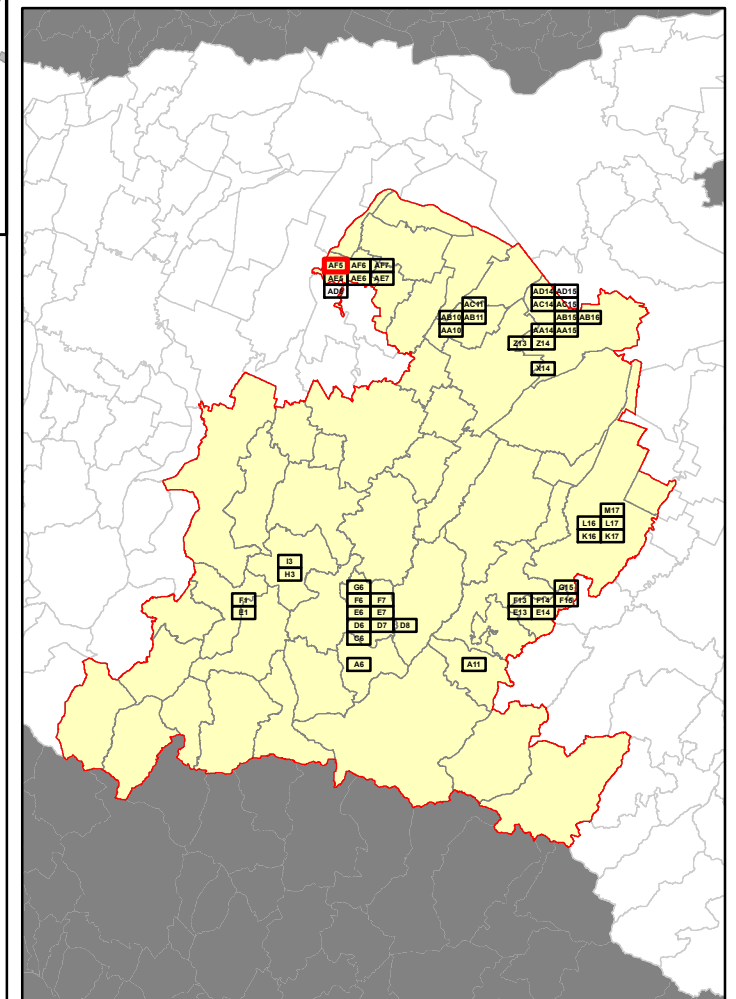 AF5 AF6 AF7
AE5 AE6 AE7
AD14 AD15
AC11 AC14 AC15
AB10 AB11 AB15 AB16
AA10 AA14 AA15
Z13 Z14
X14
M17
L16 L17
K16 K17
I3
H3
G6 G15
F1 F6 F7 F13 F14 F15
E1 E6 E7 E13 E14
D6 D7 D8
C6
A6 A11